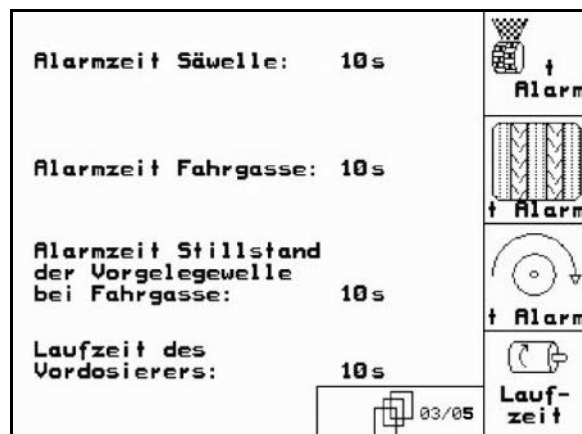 Alarmzeit Säwelle: 10s
t
Alarm
Alarmzeit Fahrgasse: 10s
t Alarm
Alarmzeit Stillstand
der Vorgelegewelle
bei Fahrgasse: 10s
t Alarm
Laufzeit des
Vordosierers: 10s
Lauf-
zeit
03/05